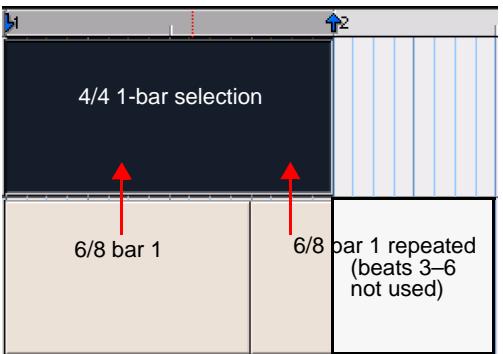 1
2
4/4 1-bar selection
6/8 bar 1
6/8 bar 1 repeated
(beats 3–6
not used)